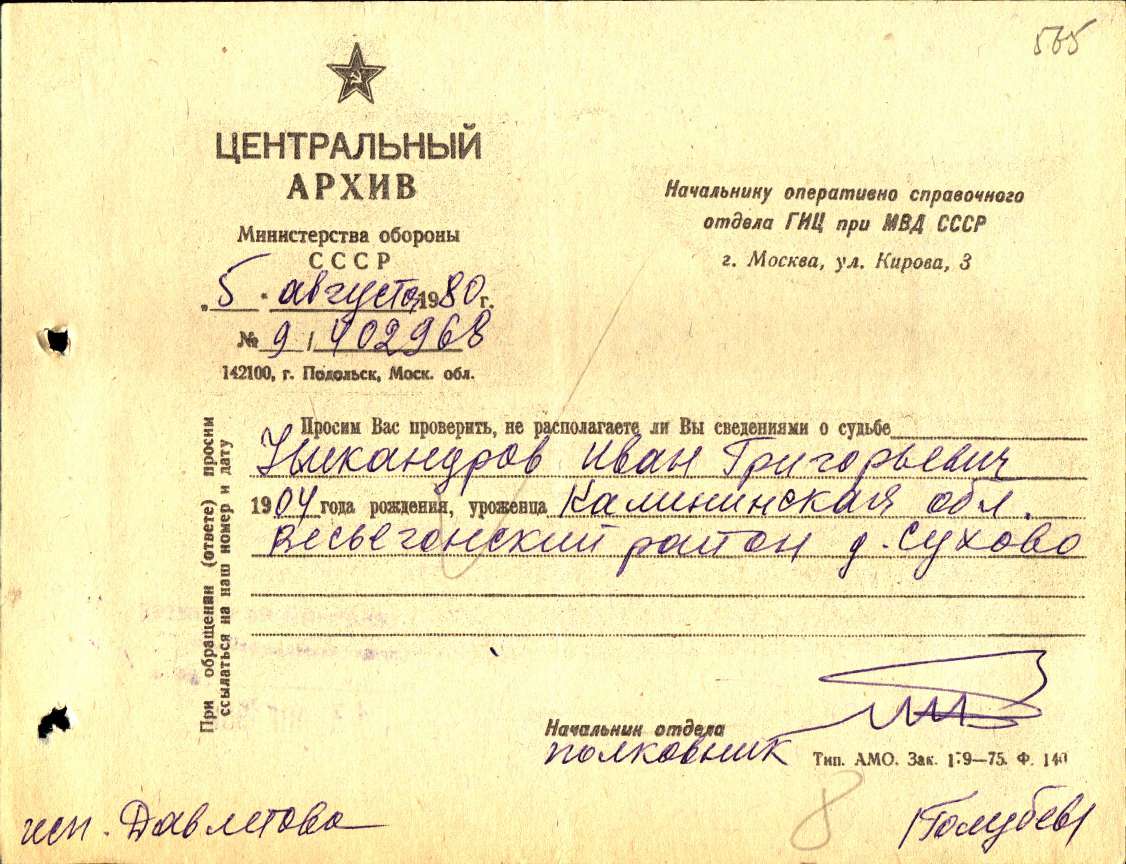 565
ЦЕНТРАЛЬНЫЙ
АРХИВ
Министерства обороны
СССР
„5" августа 1980 г.
№ 9 / 402968
142100, г. Подольск, Моск. обл.
Начальнику оперативно справочного
отдела ГИЦ при МВД СССР
г. Москва, ул. Кирова, 3
При обращении (ответе) просим
ссылаться на наш номер и дату
Просим Вас проверить, не располагаете ли Вы сведениями о судьбе
Никандров Иван Григорьевич
1904 года рождения, уроженца Калининская обл.
Весьегонский район д. Сухово
Начальник отдела
полковник
Тип. АМО. Зак. 179—75. Ф. 140
8
исп. Давлетова
/Голубев/